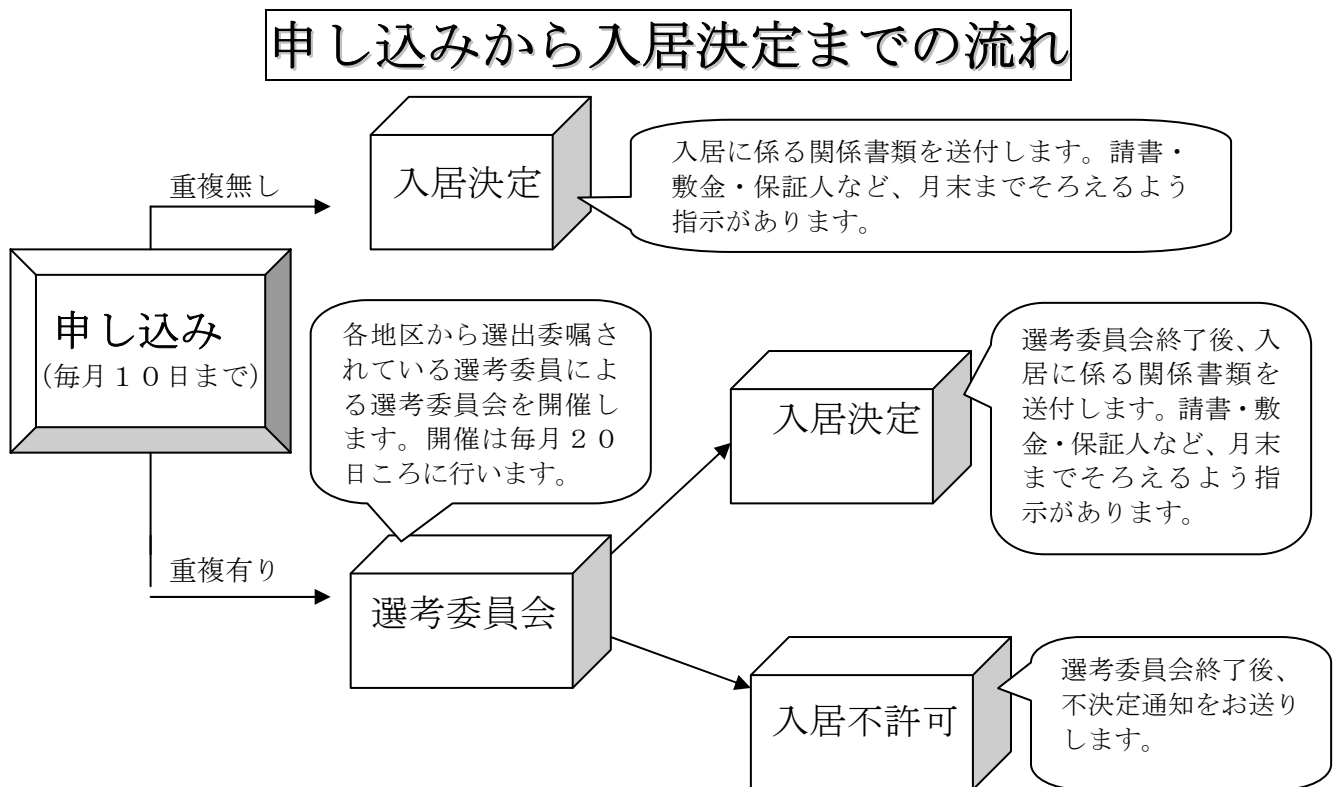 申し込みから入居決定までの流れ
重複無し
入居決定
入居に係る関係書類を送付します。請書・
敷金・保証人など、月末までそろえるよう
指示があります。
申し込み
(毎月１０日まで)
各地区から選出委嘱さ
れている選考委員によ
る選考委員会を開催し
ます。開催は毎月２０
日ころに行います。
入居決定
選考委員会終了後、入
居に係る関係書類を
送付します。請書・敷
金・保証人など、月末
までそろえるよう指
示があります。
重複有り
選考委員会
入居不許可
選考委員会終了後、
不決定通知をお送り
します。